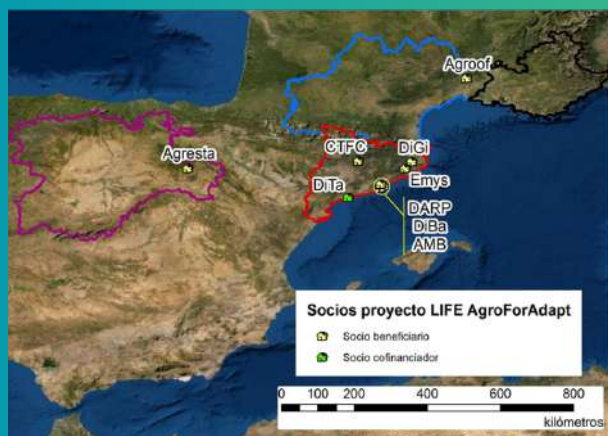 Agroof
CTFC
DiGi
Agresta
Emys
DiTa
DARP
DiBa
AMB
Socios proyecto LIFE AgroForAdapt
Socio beneficiario
Socio cofinanciador
0 100 200 400 600 800
kilómetros